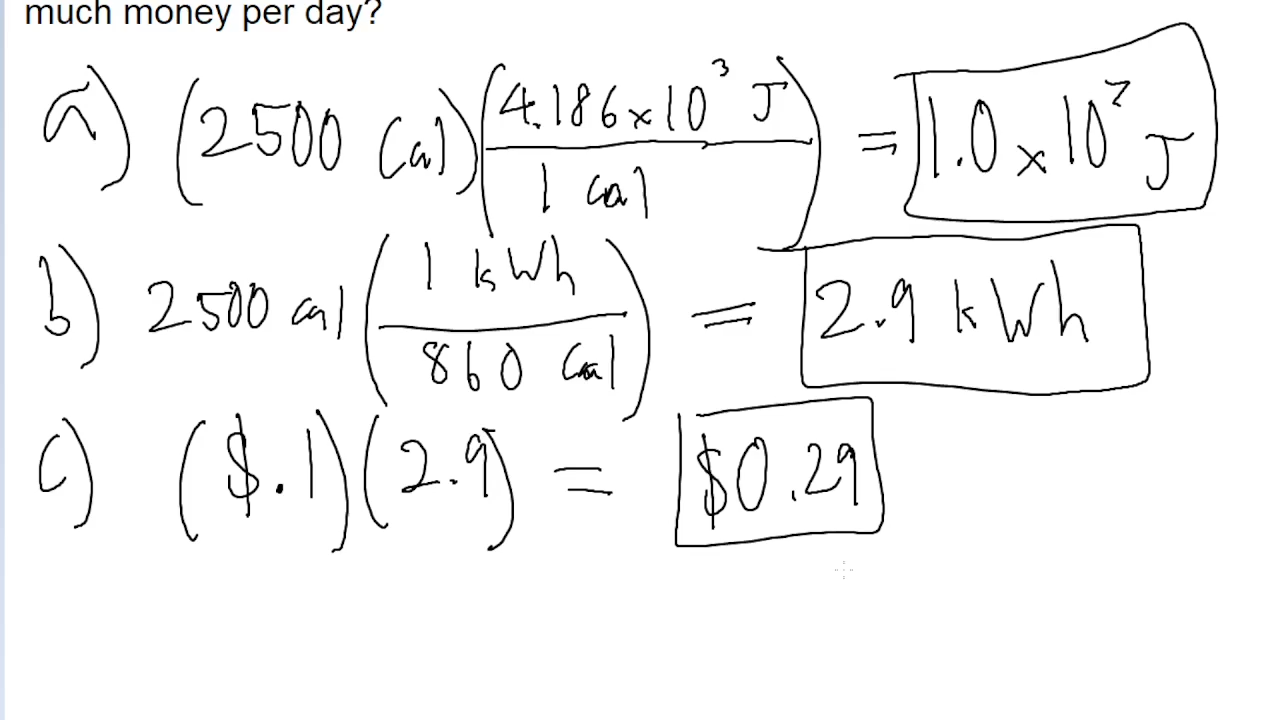 much money per day?
a) (2500 Cal) (4.186 x 10³ J / 1 Cal) = 1.0 x 10⁷ J
b) 2500 Cal (1 kWh / 860 Cal) = 2.9 kWh
c) ($.1)(2.9) = $0.29